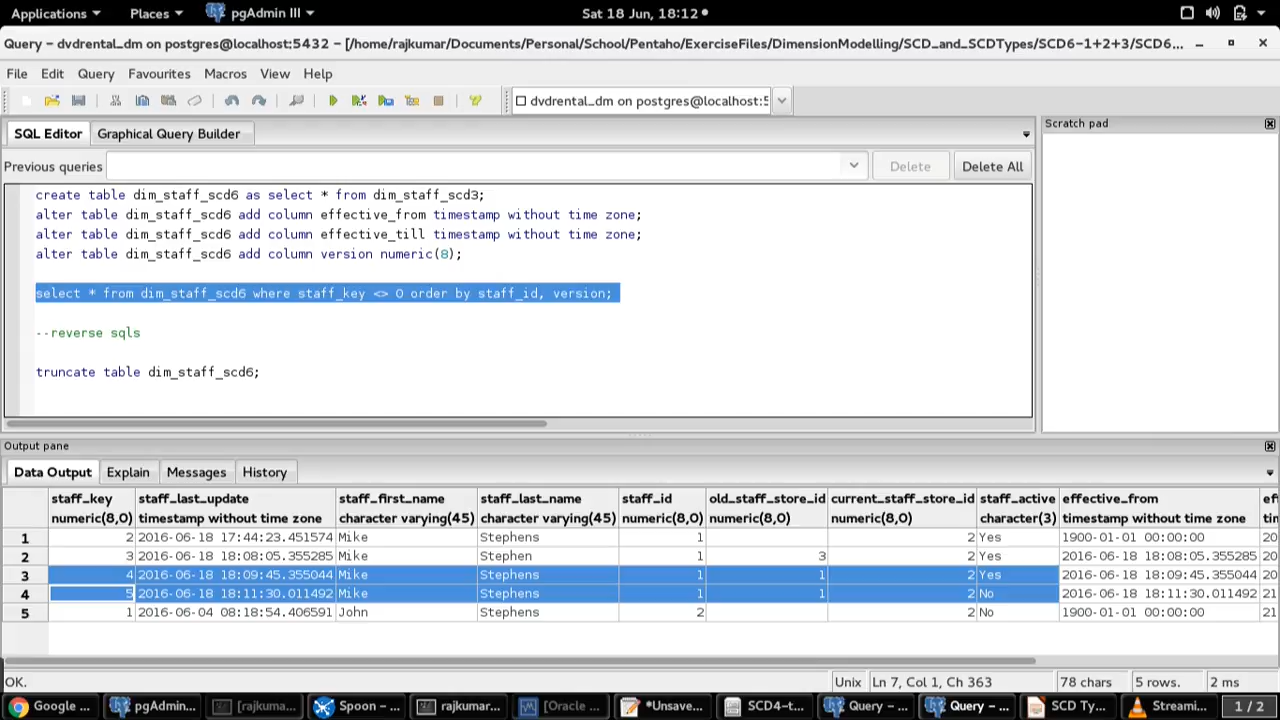 Applications Places pgAdmin III Sat 18 Jun, 18:12
Query - dvdrental_dm on postgres@localhost:5432 - [/home/rajkumar/Documents/Personal/School/Pentaho/ExerciseFiles/DimensionModelling/SCD_and_SCDTypes/SCD6-1+2+3/SCD6...
File Edit Query Favourites Macros View Help
dvdrental_dm on postgres@localhost:5
SQL Editor Graphical Query Builder
Scratch pad
Previous queries Delete Delete All
create table dim_staff_scd6 as select * from dim_staff_scd3;
alter table dim_staff_scd6 add column effective_from timestamp without time zone;
alter table dim_staff_scd6 add column effective_till timestamp without time zone;
alter table dim_staff_scd6 add column version numeric(8);
select * from dim_staff_scd6 where staff_key <> 0 order by staff_id, version;
--reverse sqls
truncate table dim_staff_scd6;
Output pane
Data Output Explain Messages History
staff_key staff_last_update staff_first_name staff_last_name staff_id old_staff_store_id current_staff_store_id staff_active effective_from ef
numeric(8,0) timestamp without time zone character varying(45) character varying(45) numeric(8,0) numeric(8,0) numeric(8,0) character(3) timestamp without time zone tin
1 2 2016-06-18 17:44:23.451574 Mike Stephens 1 2 Yes 1900-01-01 00:00:00 20
2 3 2016-06-18 18:08:05.355285 Mike Stephen 1 3 2 Yes 2016-06-18 18:08:05.355285 20
3 4 2016-06-18 18:09:45.355044 Mike Stephens 1 1 2 Yes 2016-06-18 18:09:45.355044 20
4 5 2016-06-18 18:11:30.011492 Mike Stephens 1 1 2 No 2016-06-18 18:11:30.011492 21
5 1 2016-06-04 08:18:54.406591 John Stephens 2 2 No 1900-01-01 00:00:00 21
OK. Unix Ln 7, Col 1, Ch 363 78 chars 5 rows. 2 ms
Google ... pgAdmin... [rajkuma... Spoon - ... rajkumar... [Oracle ... *Unsave... SCD4-t... Query - ... Query - ... SCD Ty... Streami... 1 / 2